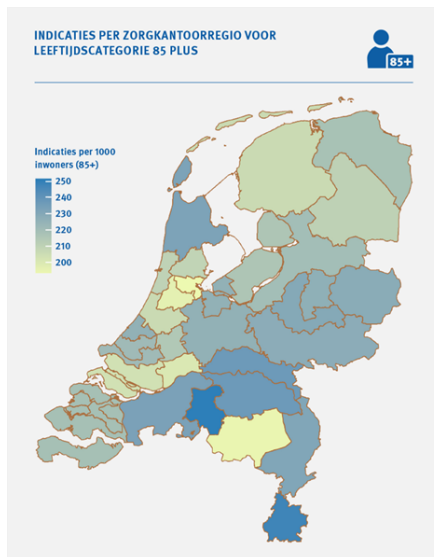 INDICATIES PER ZORGKANTOORREGIO VOOR
LEEFTIJDSCATEGORIE 85 PLUS
85+
Indicaties per 1000
inwoners (85+)
250
240
230
220
210
200